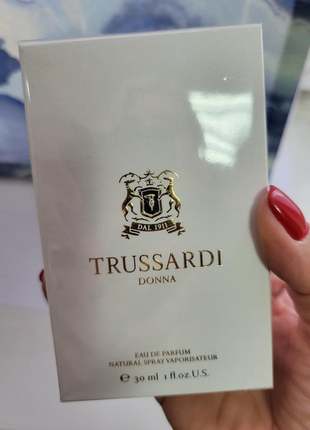 DAL 1911
TRUSSARDI
DONNA
EAU DE PARFUM
NATURAL SPRAY VAPORISATEUR
℮ 30 ml 1 fl.oz.U.S.